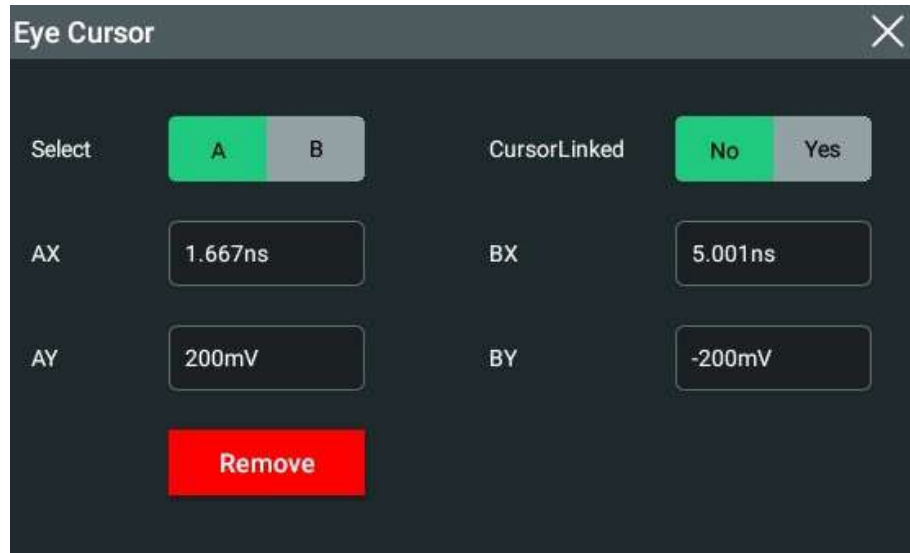 Eye Cursor
Select A B CursorLinked No Yes
AX 1.667ns BX 5.001ns
AY 200mV BY -200mV
Remove